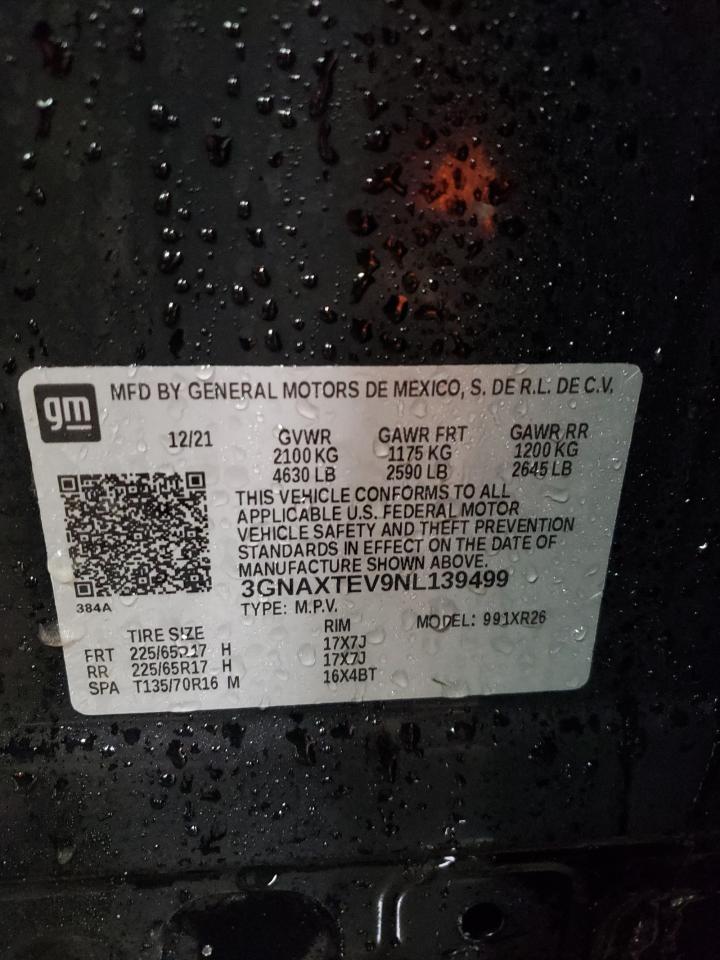 gm
MFD BY GENERAL MOTORS DE MEXICO, S. DE R.L. DE C.V.
12/21 GVWR GAWR FRT GAWR RR
2100 KG 1175 KG 1200 KG
4630 LB 2590 LB 2645 LB
THIS VEHICLE CONFORMS TO ALL
APPLICABLE U.S. FEDERAL MOTOR
VEHICLE SAFETY AND THEFT PREVENTION
STANDARDS IN EFFECT ON THE DATE OF
MANUFACTURE SHOWN ABOVE.
3GNAXTEV9NL139499
384A
TYPE: M.P.V. MODEL: 991XR26
TIRE SIZE RIM
FRT 225/65R17 H 17X7J
RR 225/65R17 H 17X7J
SPA T135/70R16 M 16X4BT